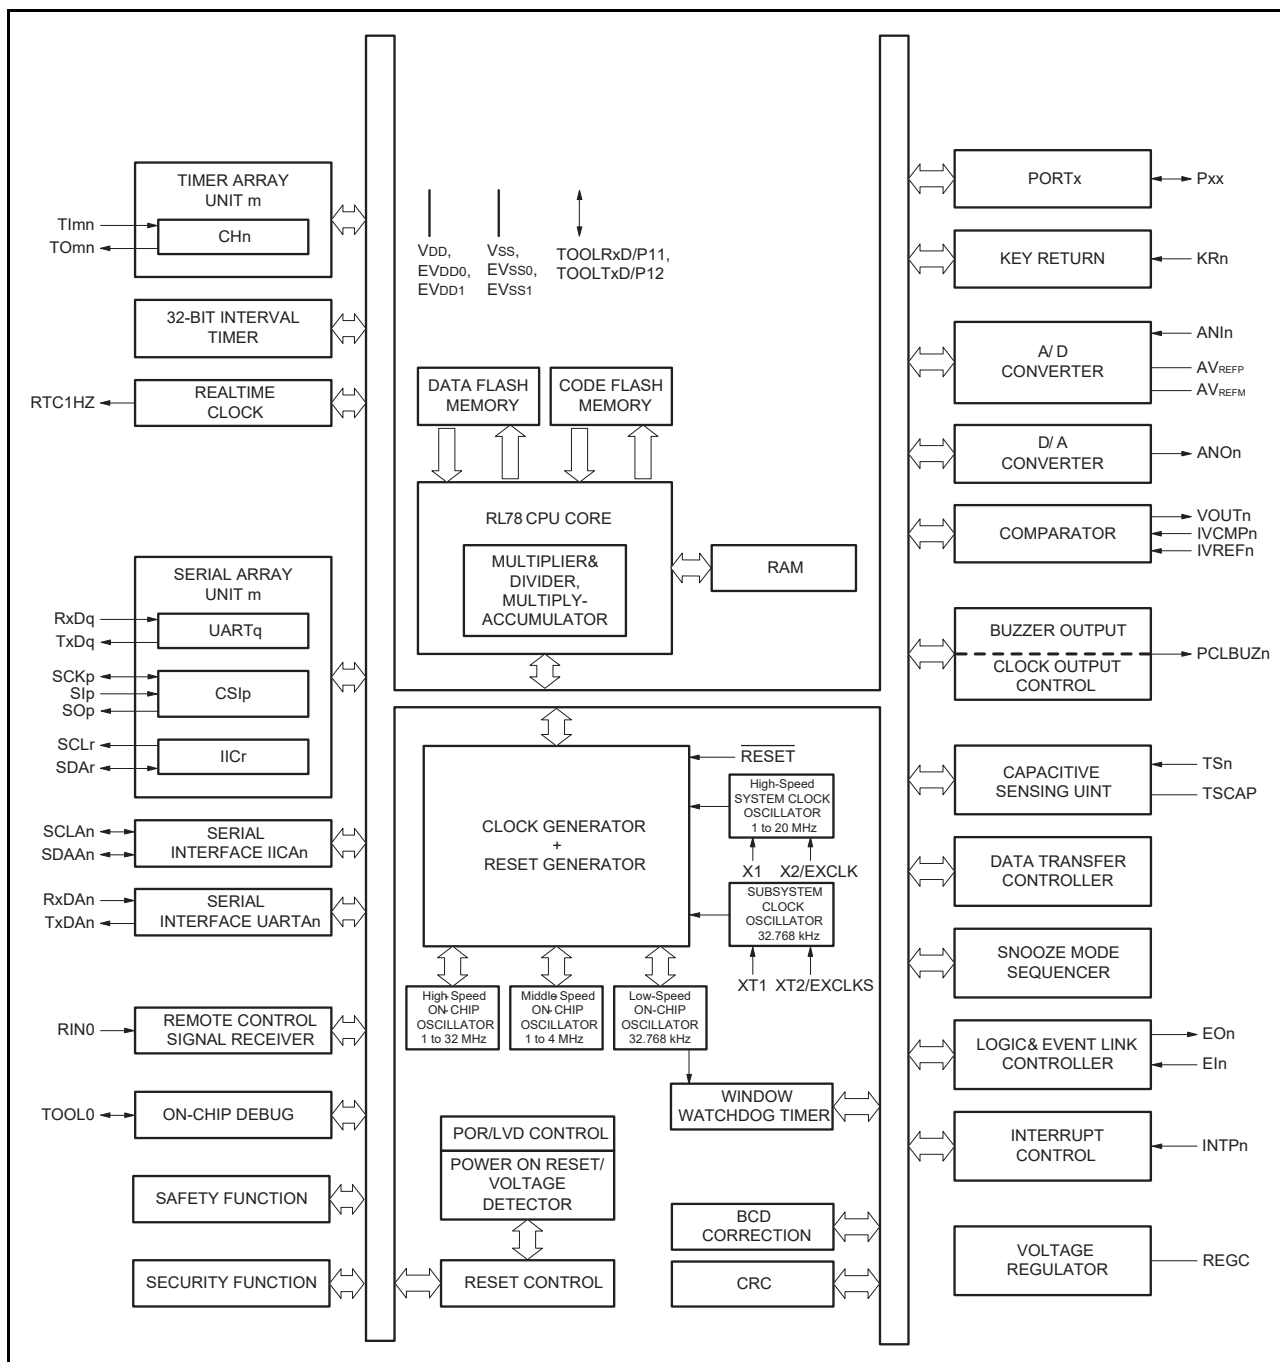 TIMER ARRAY
UNIT m
TImn
TOmn
CHn
32-BIT INTERVAL
TIMER
RTC1HZ
REALTIME
CLOCK
SERIAL ARRAY
UNIT m
RxDq
TxDq
UARTq
SCKp
SIp
SOp
CSIp
SCLr
SDAr
IICr
SCLAn
SDAAn
SERIAL
INTERFACE IICAn
RxDAn
TxDAn
SERIAL
INTERFACE UARTAn
RIN0
REMOTE CONTROL
SIGNAL RECEIVER
TOOL0
ON-CHIP DEBUG
SAFETY FUNCTION
SECURITY FUNCTION
VDD,
EVDD0,
EVDD1
VSS,
EVSS0,
EVSS1
TOOLRxD/P11,
TOOLTxD/P12
DATA FLASH
MEMORY
CODE FLASH
MEMORY
RL78 CPU CORE
MULTIPLIER&
DIVIDER,
MULTIPLY-
ACCUMULATOR
RAM
CLOCK GENERATOR
+
RESET GENERATOR
RESET
High-Speed
SYSTEM CLOCK
OSCILLATOR
1 to 20 MHz
X1
X2/EXCLK
SUBSYSTEM
CLOCK
OSCILLATOR
32.768 kHz
XT1
XT2/EXCLKS
High-Speed
ON-CHIP
OSCILLATOR
1 to 32 MHz
Middle-Speed
ON-CHIP
OSCILLATOR
1 to 4 MHz
Low-Speed
ON-CHIP
OSCILLATOR
32.768 kHz
WINDOW
WATCHDOG TIMER
POR/LVD CONTROL
POWER ON RESET/
VOLTAGE
DETECTOR
RESET CONTROL
BCD
CORRECTION
CRC
PORTx
Pxx
KEY RETURN
KRn
A/D
CONVERTER
ANIn
AVREFP
AVREFM
D/A
CONVERTER
ANOn
COMPARATOR
VOUTn
IVCMPn
IVREFn
BUZZER OUTPUT
CLOCK OUTPUT
CONTROL
PCLBUZn
CAPACITIVE
SENSING UINT
TSn
TSCAP
DATA TRANSFER
CONTROLLER
SNOOZE MODE
SEQUENCER
LOGIC& EVENT LINK
CONTROLLER
EOn
EIn
INTERRUPT
CONTROL
INTPn
VOLTAGE
REGULATOR
REGC